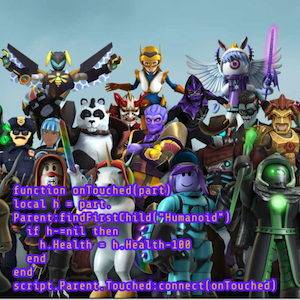 function onTouched(part)
local h = part.
Parent:findFirstChild("Humanoid")
if h~=nil then
h.Health = h.Health-100
end
end
script.Parent.Touched:connect(onTouched)